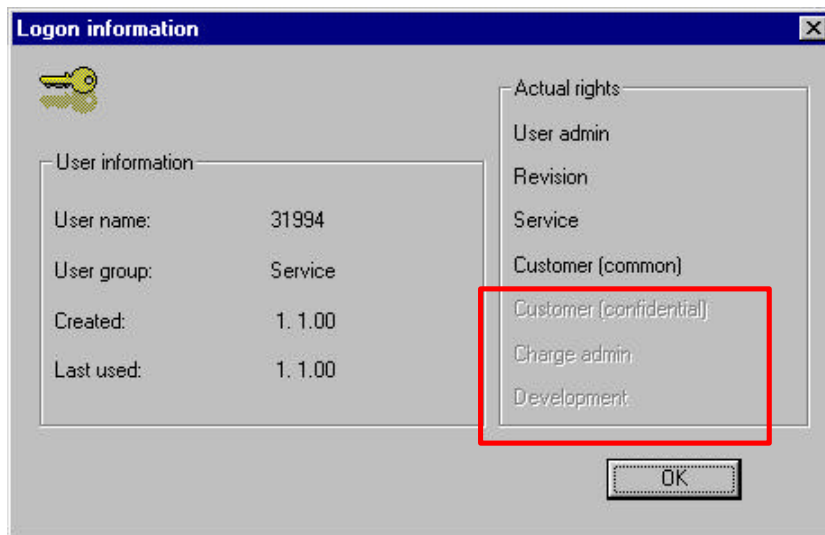 Logon information
User information
User name: 31994
User group: Service
Created: 1. 1.00
Last used: 1. 1.00
Actual rights
User admin
Revision
Service
Customer (common)
Customer (confidential)
Charge admin
Development
OK